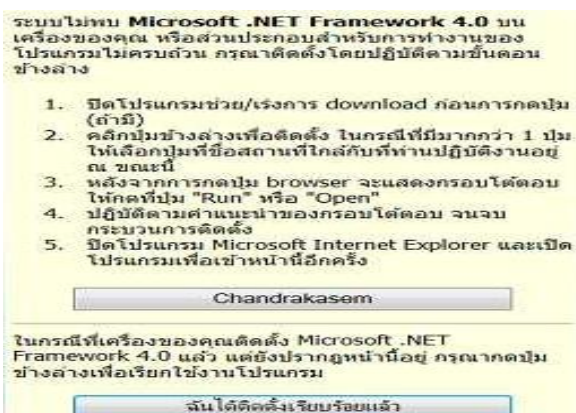 ระบบไม่พบ Microsoft .NET Framework 4.0 บน
เครื่องของคุณ หรือส่วนประกอบสำหรับการทำงานของ
โปรแกรมไม่ครบถ้วน กรุณาติดตั้งโดยปฏิบัติตามขั้นตอน
ข้างล่าง
1. ปิดโปรแกรมช่วย/เร่งการ download ก่อนการกดปุ่ม
(ถ้ามี)
2. คลิกปุ่มข้างล่างเพื่อติดตั้ง ในกรณีที่มีมากกว่า 1 ปุ่ม
ให้เลือกปุ่มที่ชื่อสถานที่ใกล้กับที่ท่านปฏิบัติงานอยู่
ณ ขณะนี้
3. หลังจากการกดปุ่ม browser จะแสดงกรอบโต้ตอบ
ให้กดที่ปุ่ม "Run" หรือ "Open"
4. ปฏิบัติตามคำแนะนำของกรอบโต้ตอบ จนจบ
กระบวนการติดตั้ง
5. ปิดโปรแกรม Microsoft Internet Explorer และเปิด
โปรแกรมเพื่อเข้าหน้านี้อีกครั้ง
Chandrakasem
ในกรณีที่เครื่องของคุณติดตั้ง Microsoft .NET
Framework 4.0 แล้ว แต่ยังปรากฏหน้านี้อยู่ กรุณากดปุ่ม
ข้างล่างเพื่อเรียกใช้งานโปรแกรม
ฉันได้ติดตั้งเรียบร้อยแล้ว